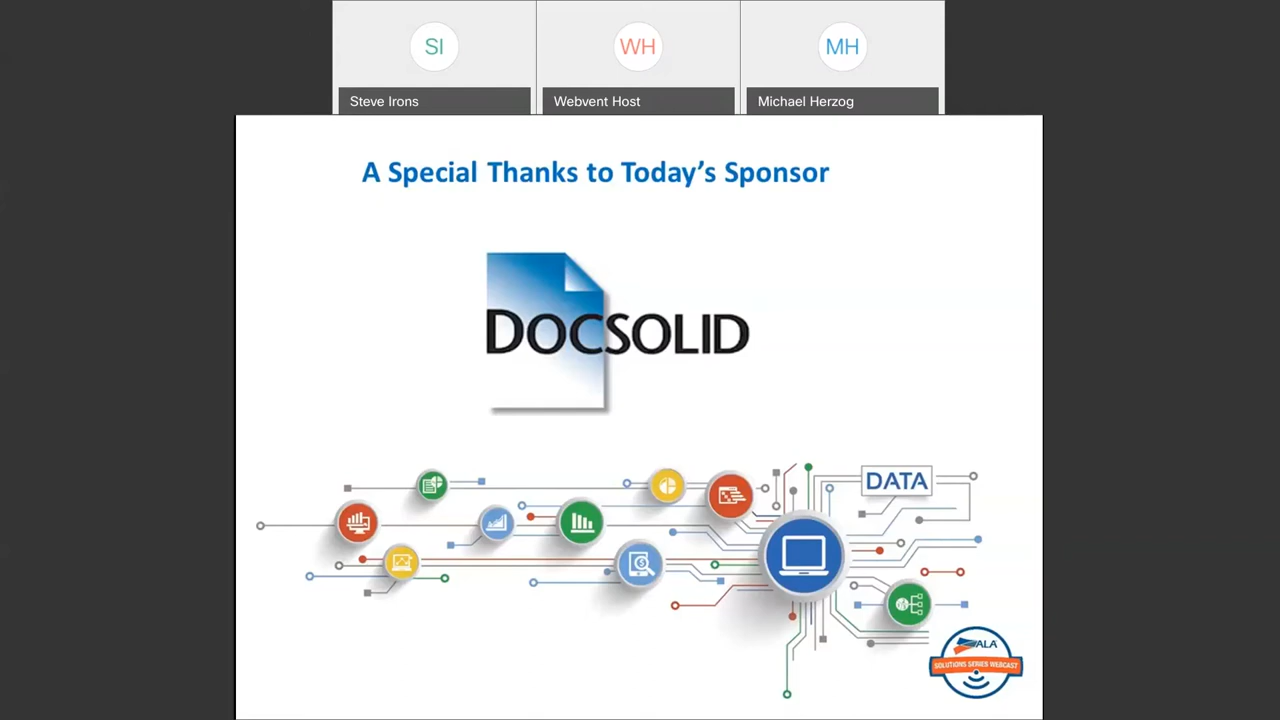 SI
WH
MH
Steve Irons
Webvent Host
Michael Herzog
A Special Thanks to Today’s Sponsor
DOCSOLID
DATA
ALA
SOLUTIONS SERIES WEBCAST